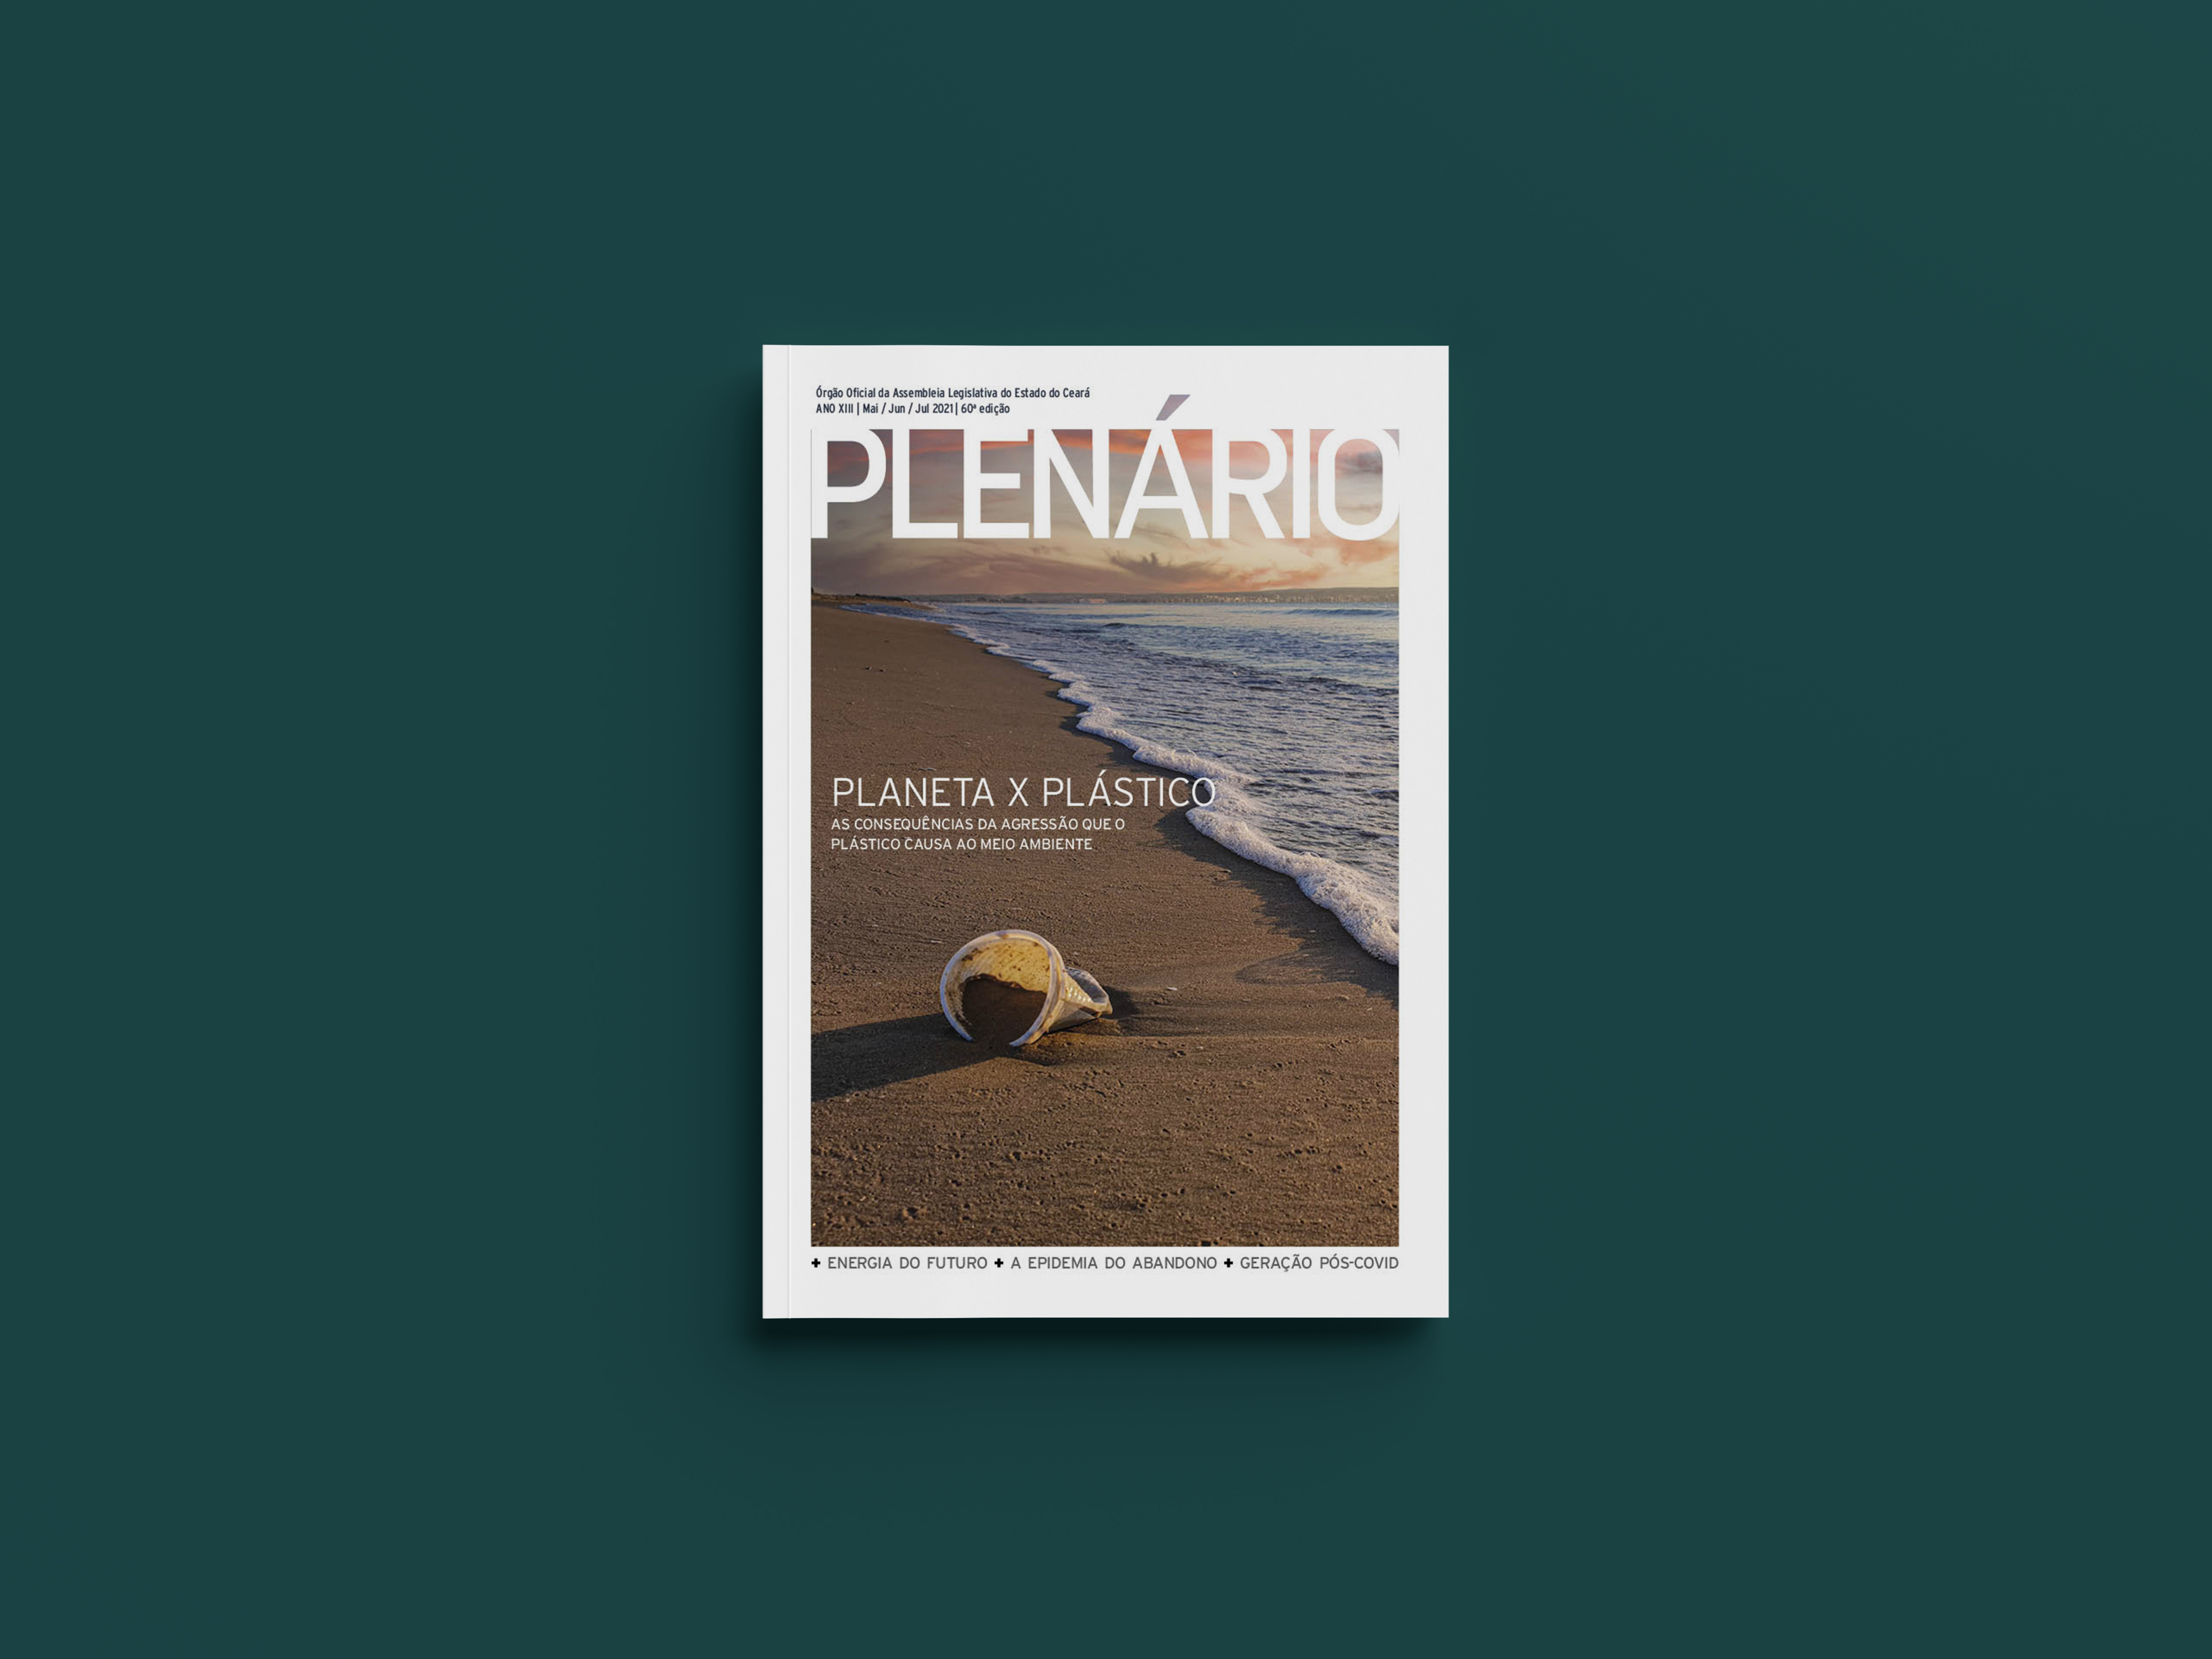 Órgão Oficial da Assembleia Legislativa do Estado do Ceará
ANO XIII | Mai / Jun / Jul 2021 | 60ª edição
PLENÁRIO
PLANETA X PLÁSTICO
AS CONSEQUÊNCIAS DA AGRESSÃO QUE O
PLÁSTICO CAUSA AO MEIO AMBIENTE
+ ENERGIA DO FUTURO + A EPIDEMIA DO ABANDONO + GERAÇÃO PÓS-COVID